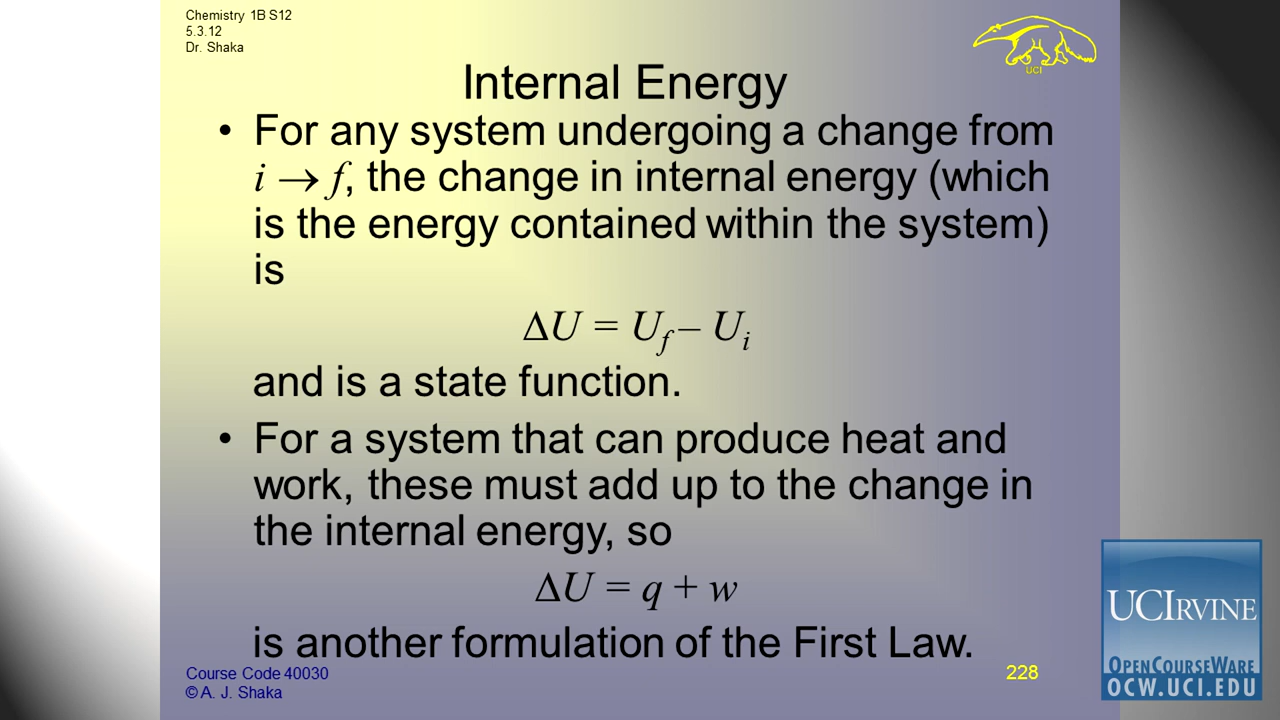 Chemistry 1B S12
5.3.12
Dr. Shaka
UCI
Internal Energy
• For any system undergoing a change from
i → f, the change in internal energy (which
is the energy contained within the system)
is
ΔU = U_f – U_i
and is a state function.
• For a system that can produce heat and
work, these must add up to the change in
the internal energy, so
ΔU = q + w
is another formulation of the First Law.
Course Code 40030
© A. J. Shaka
228
UCIRVINE
OPENCOURSEWARE
OCW.UCI.EDU